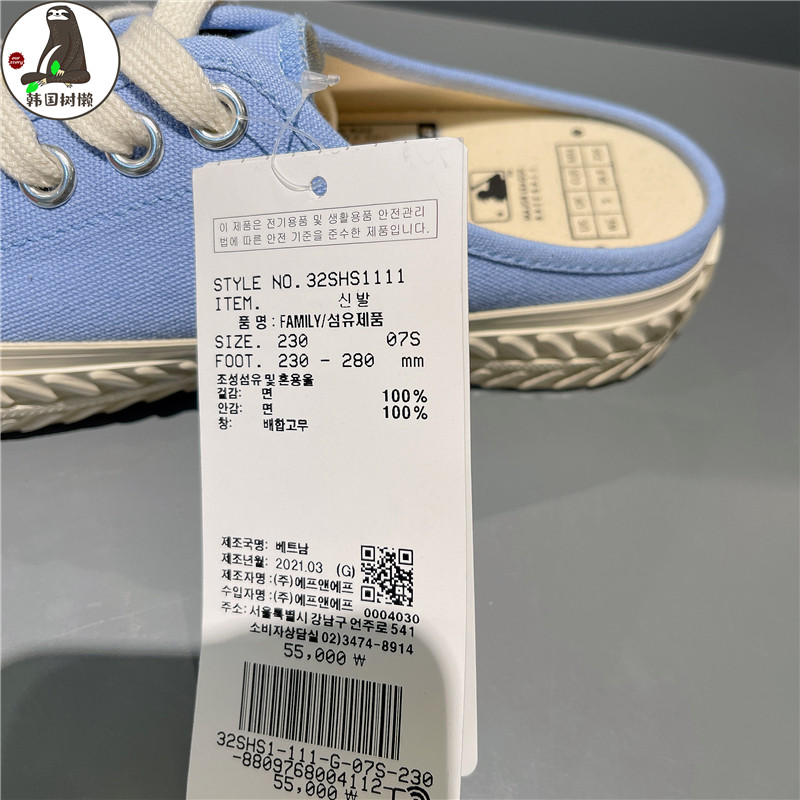 韩国树懒
MAJOR LEAGUE
BASEBALL
이 제품은 전기용품 및 생활용품 안전관리
법에 따른 안전 기준을 준수한 제품입니다.
STYLE NO. 32SHS1111
ITEM. 신발
품 명 : FAMILY/섬유제품
SIZE. 230 07S
FOOT. 230 - 280 mm
조성섬유 및 혼용율
겉감: 면 100%
안감: 면 100%
창: 배합고무
제조국명: 베트남
제조년월: 2021.03 (G)
제조자명 : (주)에프앤에프
수입자명 : (주)에프앤에프
0004030
주소: 서울특별시 강남구 언주로 541
소비자상담실 02)3474-8914
55,000 ₩
32SHS1-111-G-07S-230
-8809768004112-
55,000 ₩